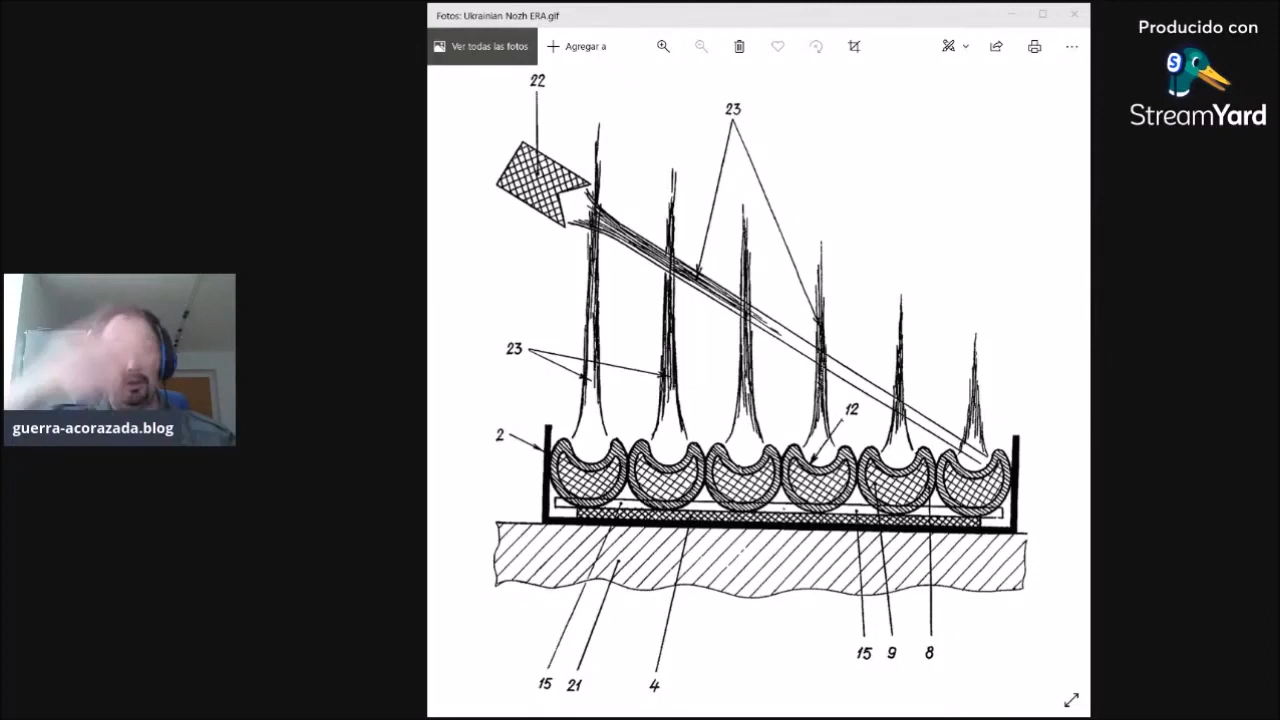 Fotos: Ukrainian Nozh ERA.gif
Ver todas las fotos
Agregar a
Producido con
S
StreamYard
22
23
23
12
2
15
9
8
15
21
4
guerra-acorazada.blog